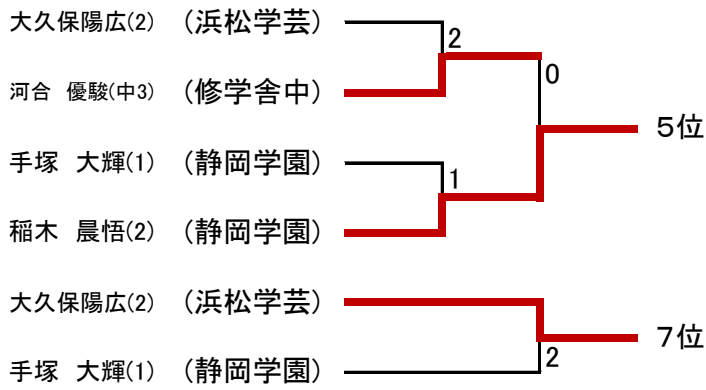 大久保陽広(2) (浜松学芸)
2
河合 優駿(中3) (修学舎中)
0
5位
手塚 大輝(1) (静岡学園)
1
稲木 晨悟(2) (静岡学園)
大久保陽広(2) (浜松学芸)
7位
2
手塚 大輝(1) (静岡学園)